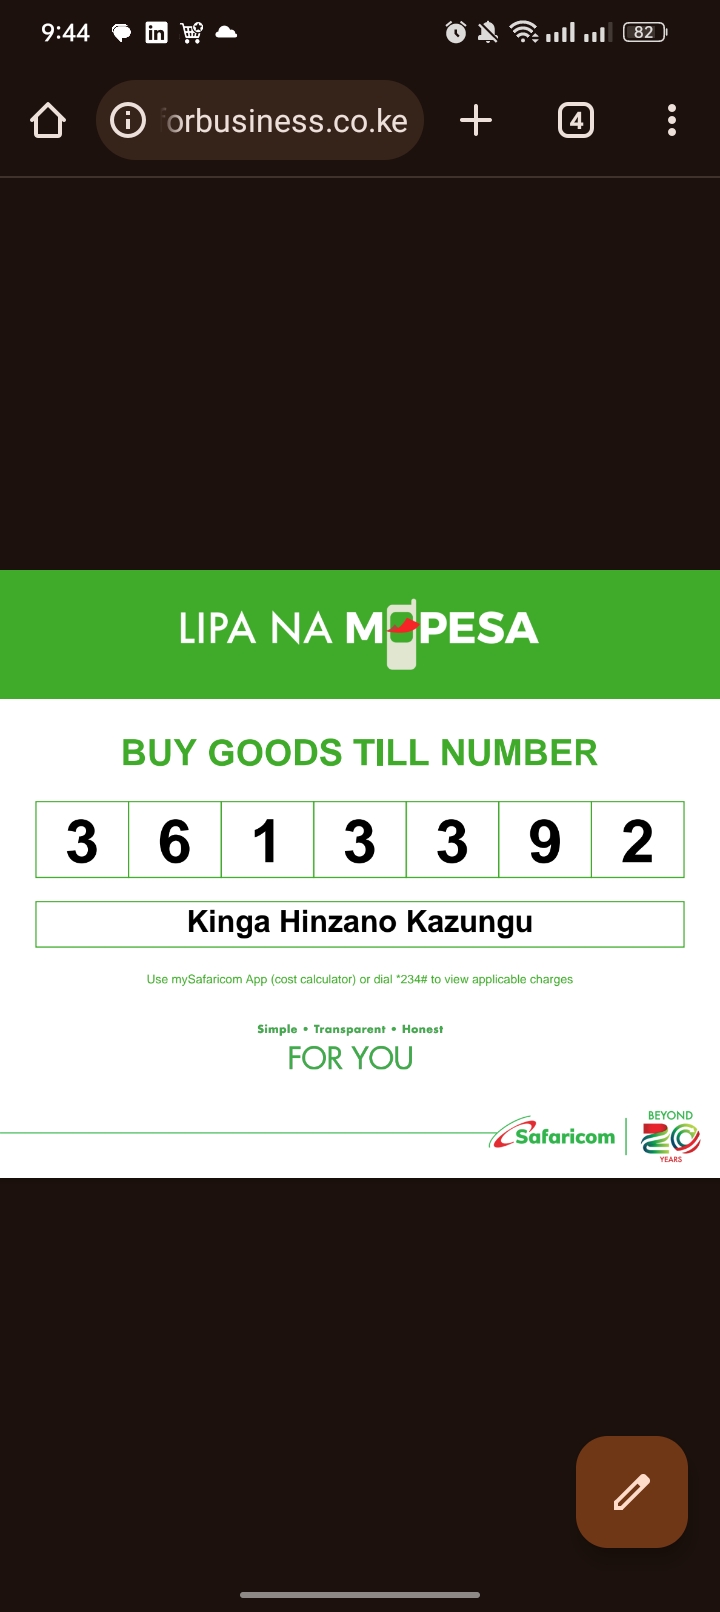 9:44
82
orbusiness.co.ke
4
LIPA NA M PESA
BUY GOODS TILL NUMBER
3 6 1 3 3 9 2
Kinga Hinzano Kazungu
Use mySafaricom App (cost calculator) or dial *234# to view applicable charges
Simple • Transparent • Honest
FOR YOU
Safaricom
BEYOND
20
YEARS